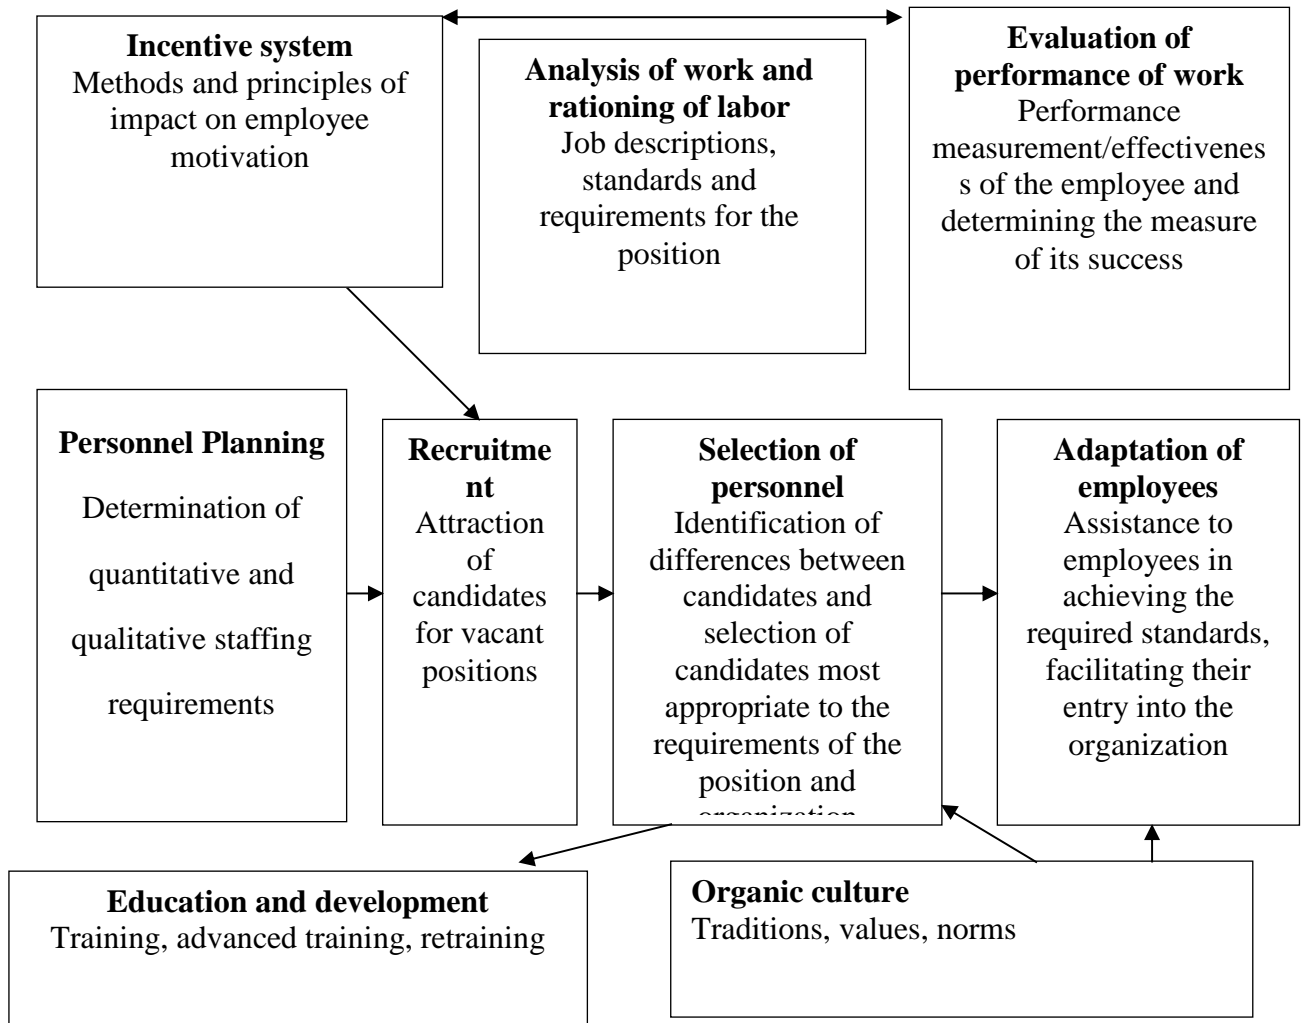 Incentive system
Methods and principles of
impact on employee
motivation
Analysis of work and
rationing of labor
Job descriptions,
standards and
requirements for the
position
Evaluation of
performance of work
Performance
measurement/effectivenes
s of the employee and
determining the measure
of its success
Personnel Planning
Determination of
quantitative and
qualitative staffing
requirements
Recruitme
nt
Attraction
of
candidates
for vacant
positions
Selection of
personnel
Identification of
differences between
candidates and
selection of
candidates most
appropriate to the
requirements of the
position and
organization
Adaptation of
employees
Assistance to
employees in
achieving the
required standards,
facilitating their
entry into the
organization
Education and development
Training, advanced training, retraining
Organic culture
Traditions, values, norms